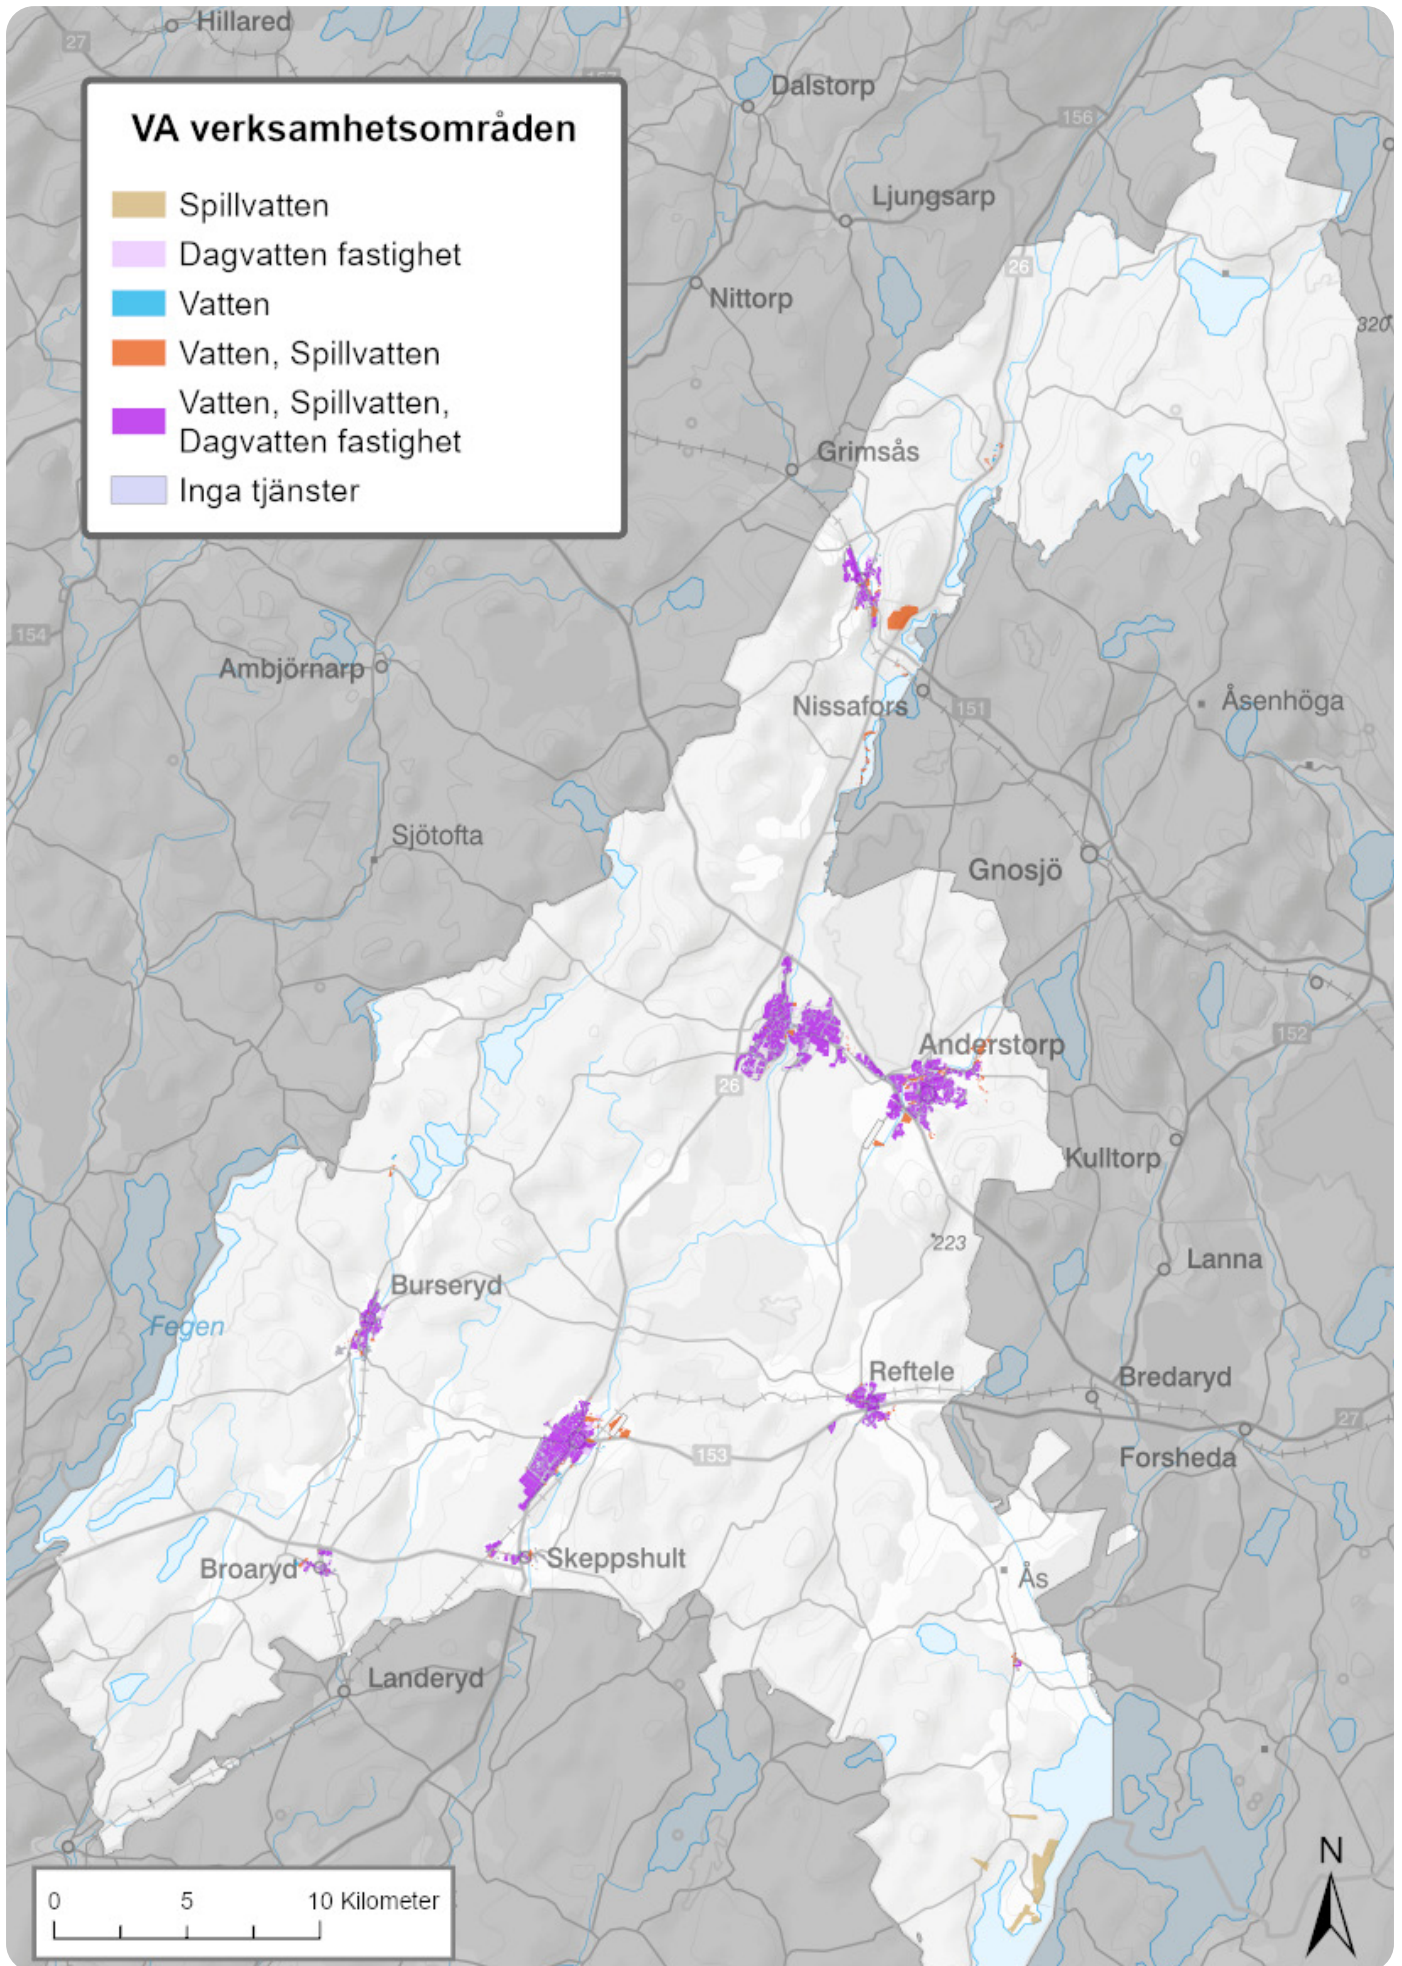 Hillared
27
157
Dalstorp
156
VA verksamhetsområden
Spillvatten
Dagvatten fastighet
Vatten
Vatten, Spillvatten
Vatten, Spillvatten,
Dagvatten fastighet
Inga tjänster
Ljungsarp
26
Nittorp
320
Grimsås
154
Ambjörnarp
Nissafors
151
Åsenhöga
Sjötofta
Gnosjö
152
Anderstorp
26
Kulltorp
223
Lanna
Burseryd
Fegen
Reftele
Bredaryd
27
153
Forsheda
Skeppshult
Broaryd
Ås
Landeryd
N
0 5 10 Kilometer